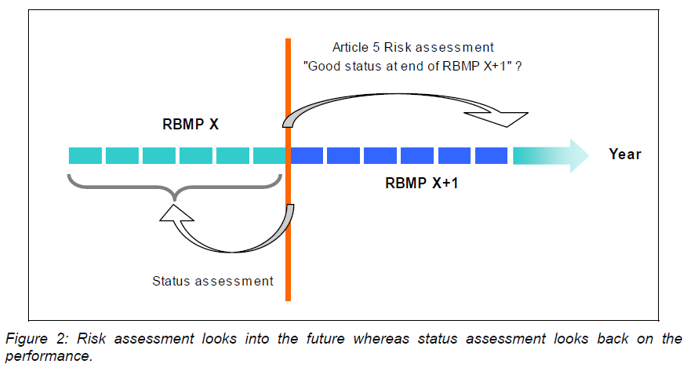 Article 5 Risk assessment
"Good status at end of RBMP X+1" ?
RBMP X
Year
RBMP X+1
Status assessment
Figure 2: Risk assessment looks into the future whereas status assessment looks back on the
performance.